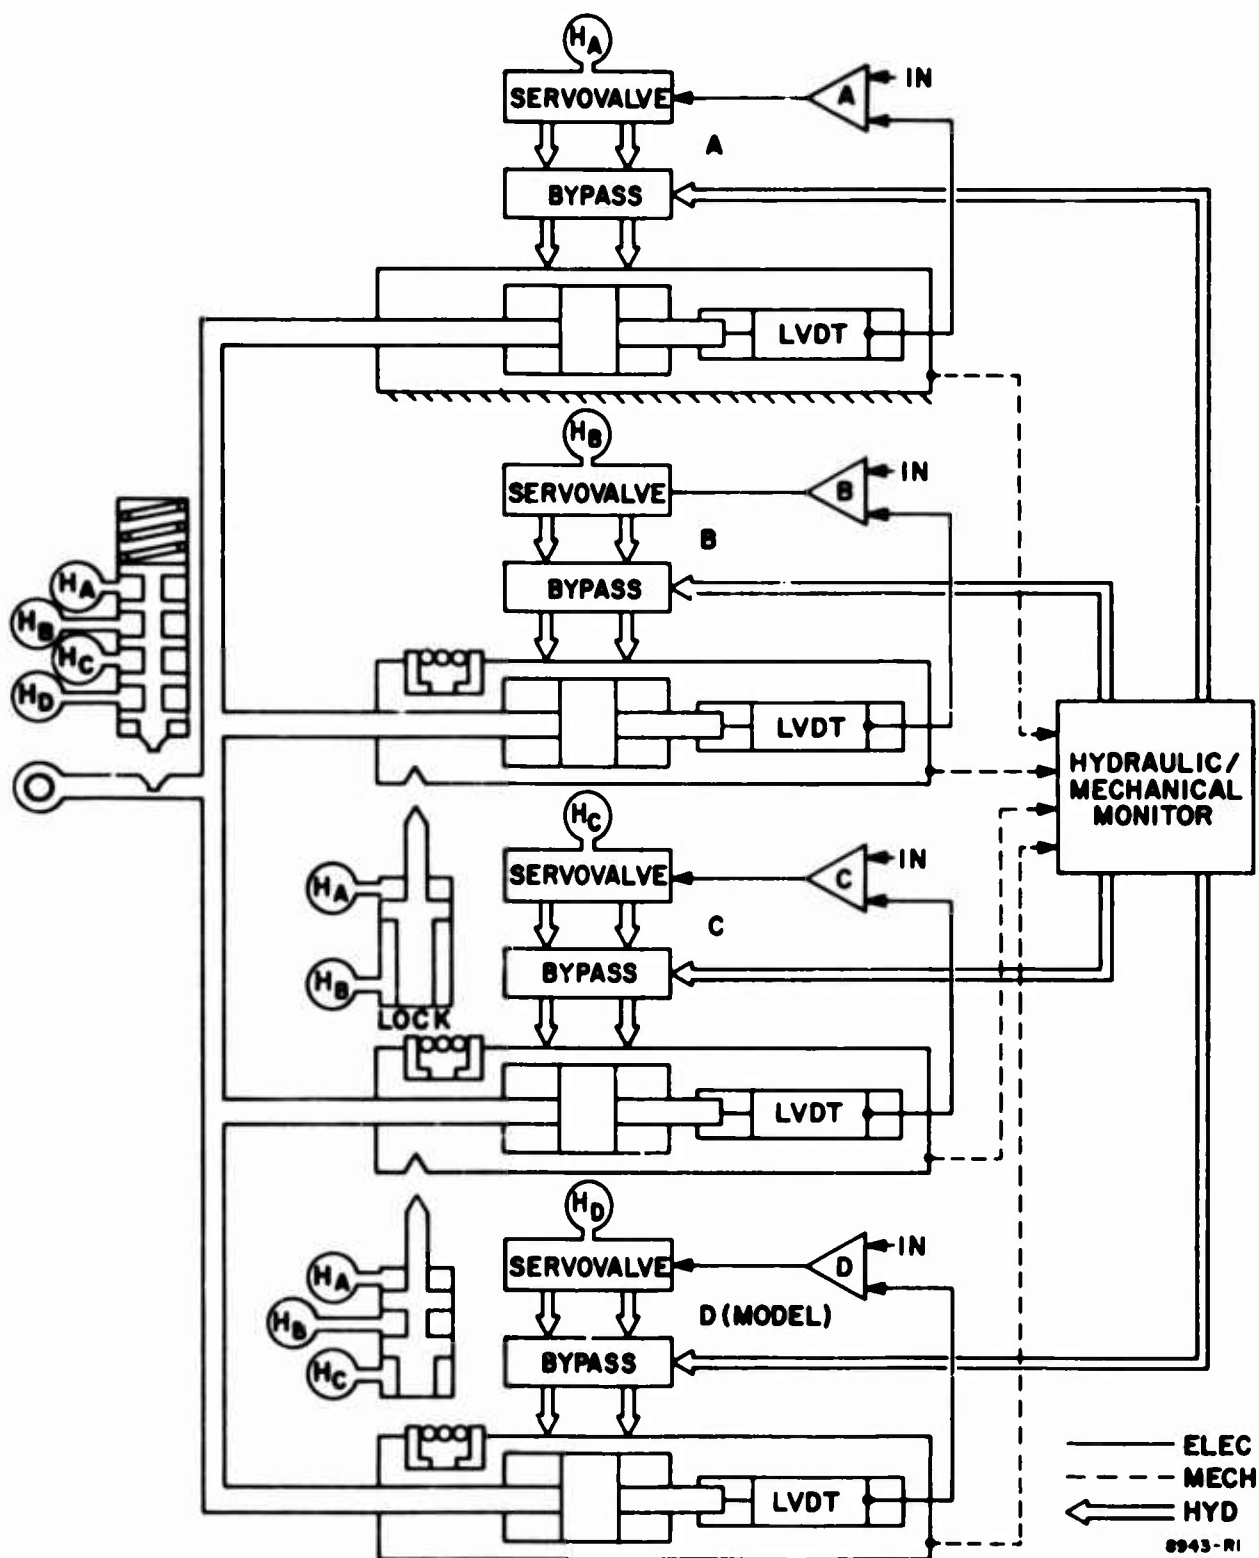 HA
SERVOVALVE
A
IN
A
BYPASS
LVDT
HB
SERVOVALVE
B
IN
B
BYPASS
LVDT
HA
HB
HC
HD
HYDRAULIC/
MECHANICAL
MONITOR
HC
SERVOVALVE
C
IN
C
BYPASS
HA
HB
LOCK
LVDT
HD
SERVOVALVE
D
IN
D (MODEL)
BYPASS
HA
HB
HC
LVDT
ELEC
MECH
HYD
8943-R1